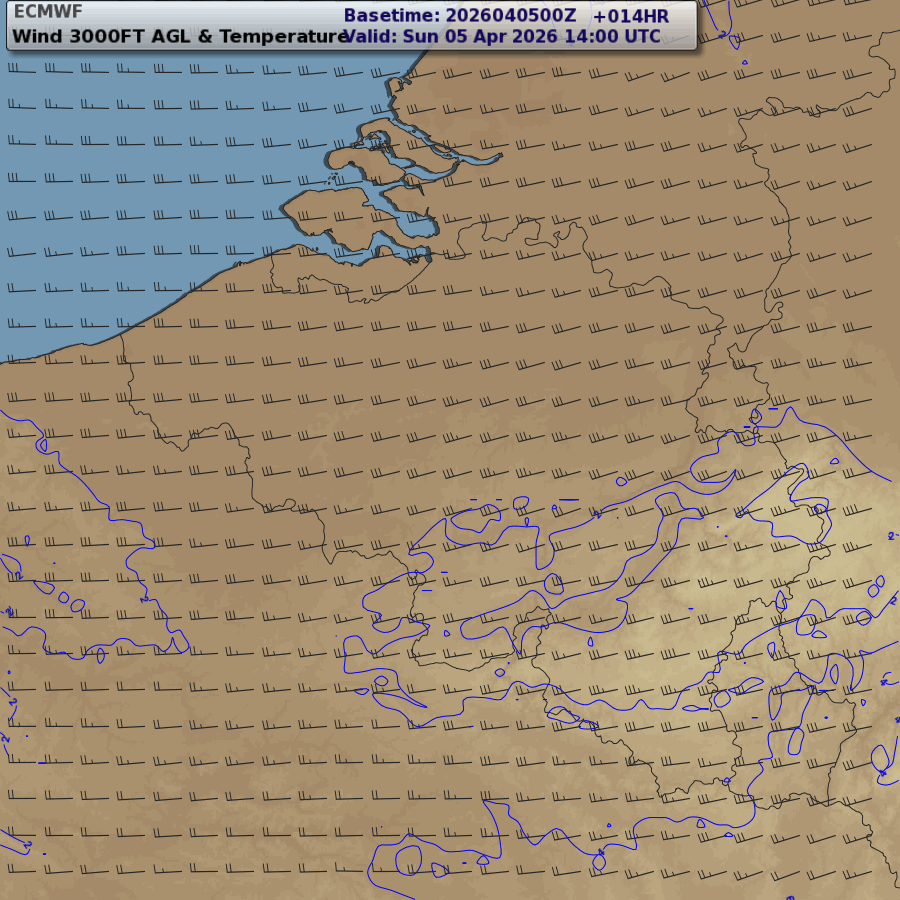 ECMWF
Basetime: 2026040500Z +014HR
Wind 3000FT AGL & Temperature
Valid: Sun 05 Apr 2026 14:00 UTC